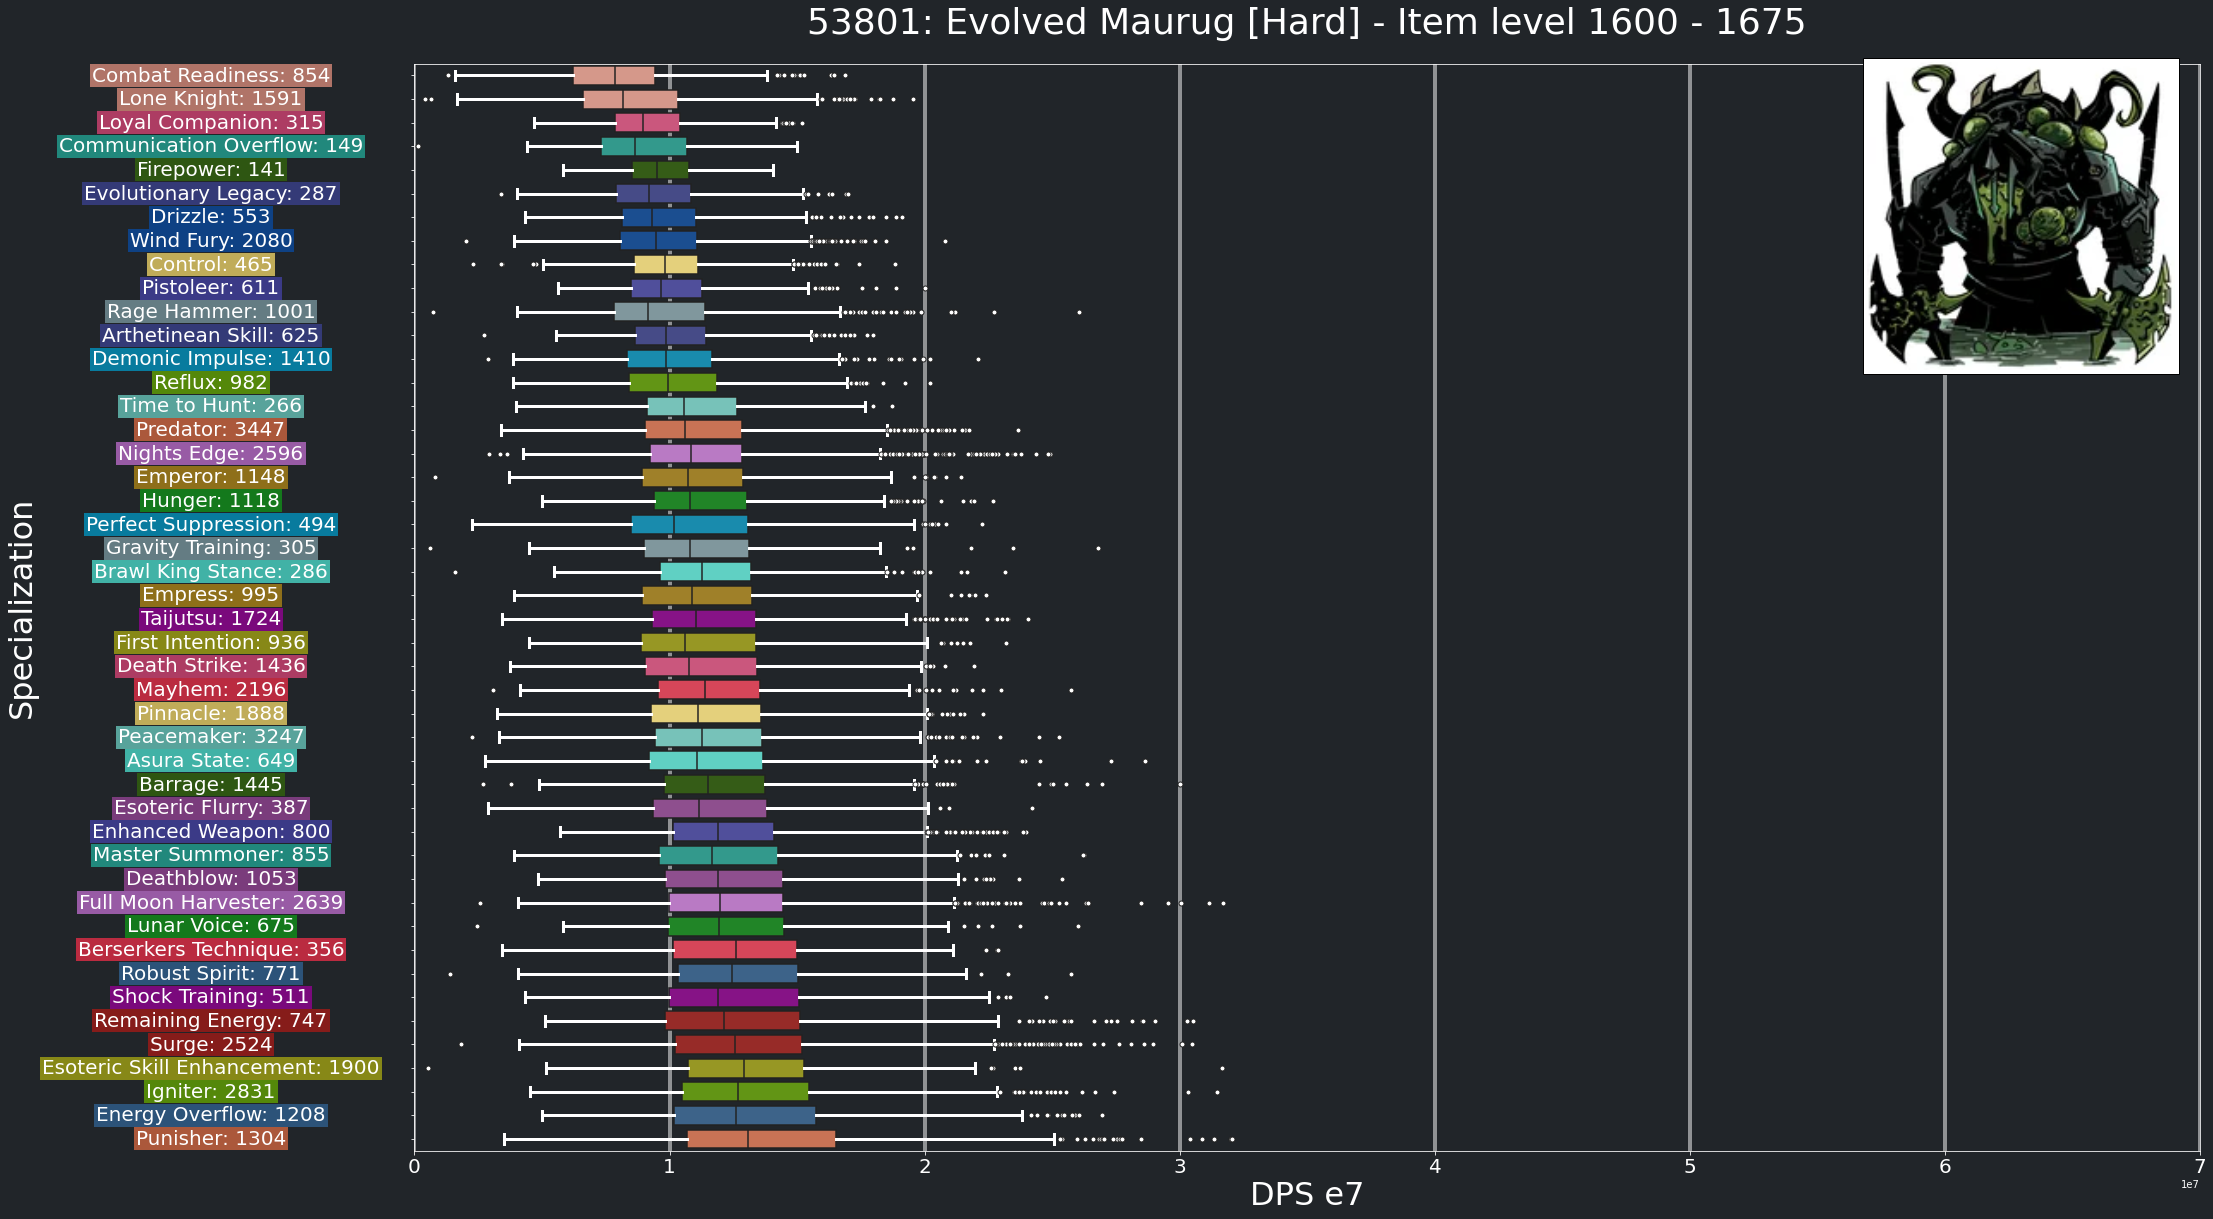 53801: Evolved Maurug [Hard] - Item level 1600 - 1675
Specialization
Combat Readiness: 854
Lone Knight: 1591
Loyal Companion: 315
Communication Overflow: 149
Firepower: 141
Evolutionary Legacy: 287
Drizzle: 553
Wind Fury: 2080
Control: 465
Pistoleer: 611
Rage Hammer: 1001
Arthetinean Skill: 625
Demonic Impulse: 1410
Reflux: 982
Time to Hunt: 266
Predator: 3447
Nights Edge: 2596
Emperor: 1148
Hunger: 1118
Perfect Suppression: 494
Gravity Training: 305
Brawl King Stance: 286
Empress: 995
Taijutsu: 1724
First Intention: 936
Death Strike: 1436
Mayhem: 2196
Pinnacle: 1888
Peacemaker: 3247
Asura State: 649
Barrage: 1445
Esoteric Flurry: 387
Enhanced Weapon: 800
Master Summoner: 855
Deathblow: 1053
Full Moon Harvester: 2639
Lunar Voice: 675
Berserkers Technique: 356
Robust Spirit: 771
Shock Training: 511
Remaining Energy: 747
Surge: 2524
Esoteric Skill Enhancement: 1900
Igniter: 2831
Energy Overflow: 1208
Punisher: 1304
0 1 2 3 4 5 6 7
1e7
DPS e7